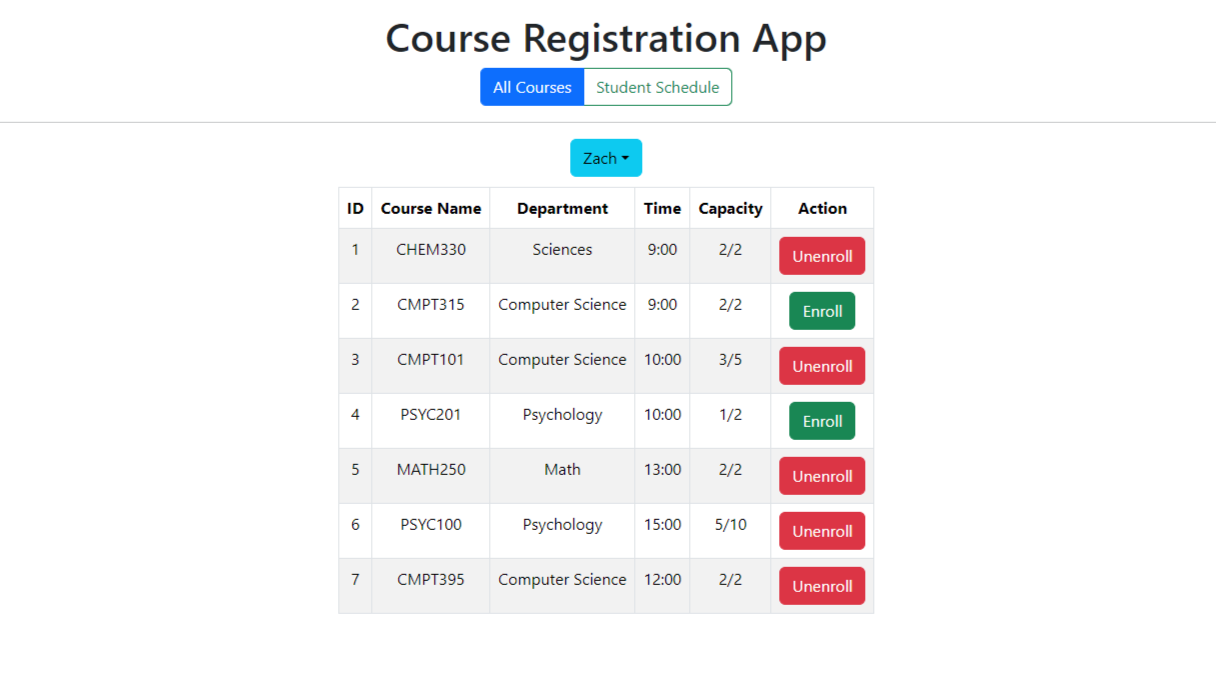 Course Registration App
All Courses Student Schedule
Zach
ID Course Name Department Time Capacity Action
1 CHEM330 Sciences 9:00 2/2 Unenroll
2 CMPT315 Computer Science 9:00 2/2 Enroll
3 CMPT101 Computer Science 10:00 3/5 Unenroll
4 PSYC201 Psychology 10:00 1/2 Enroll
5 MATH250 Math 13:00 2/2 Unenroll
6 PSYC100 Psychology 15:00 5/10 Unenroll
7 CMPT395 Computer Science 12:00 2/2 Unenroll